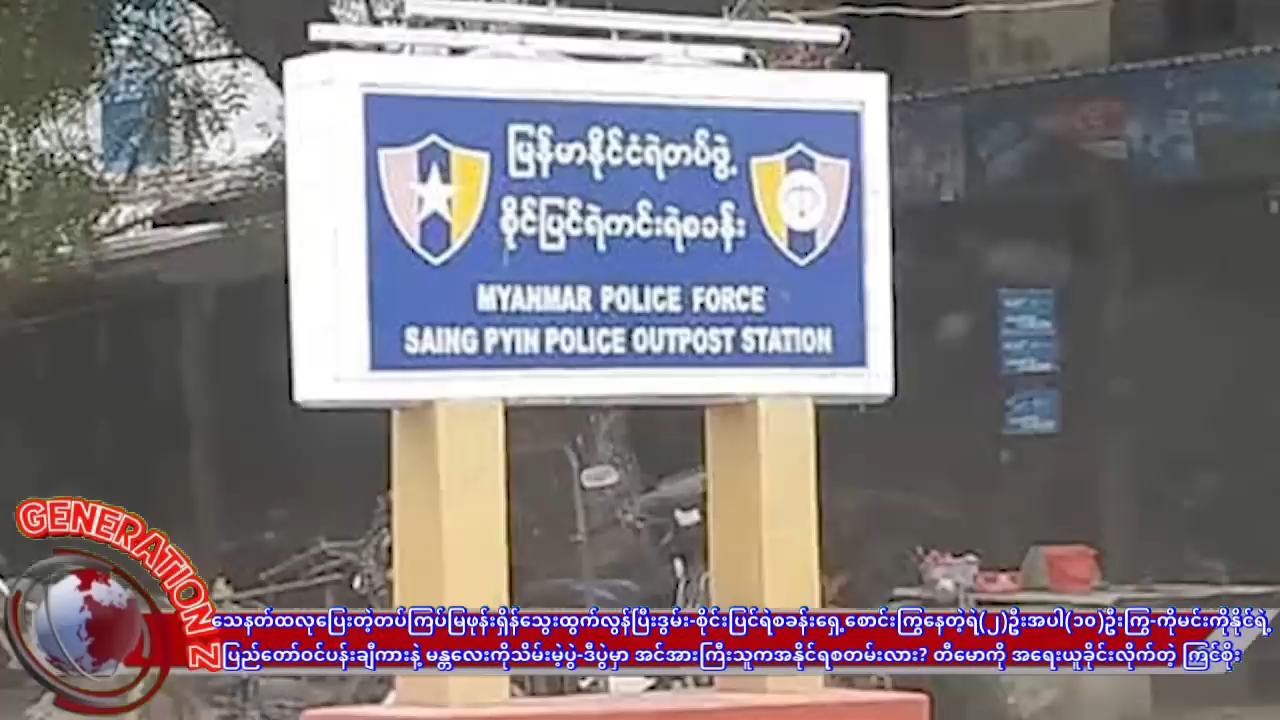 မြန်မာနိုင်ငံရဲတပ်ဖွဲ့
စိုင်ပြင်ရဲကင်းရဲစခန်း
MYANMAR POLICE FORCE
SAING PYIN POLICE OUTPOST STATION
GENERATION Z
သေနတ်ထလုပြေးတဲ့တပ်ကြပ်မြဖုန်းရှိန်သွေးထွက်လွန်ပြီးဒွမ်း-စိုင်းပြင်ရဲစခန်းရှေ့စောင်းကြွနေတဲ့ရဲ(၂)ဦးအပါ(၁၀)ဦးကြွ-ကိုမင်းကိုနိုင်ရဲ့
ပြည်တော်ဝင်ပန်းချီကားနဲ့ မန္တလေးကိုသိမ်းမဲ့ပွဲ-ဒီပွဲမှာ အင်အားကြီးသူကအနိုင်ရစတမ်းလား? တီမောကို အရေးယူခိုင်းလိုက်တဲ့ ကြင်စိုး